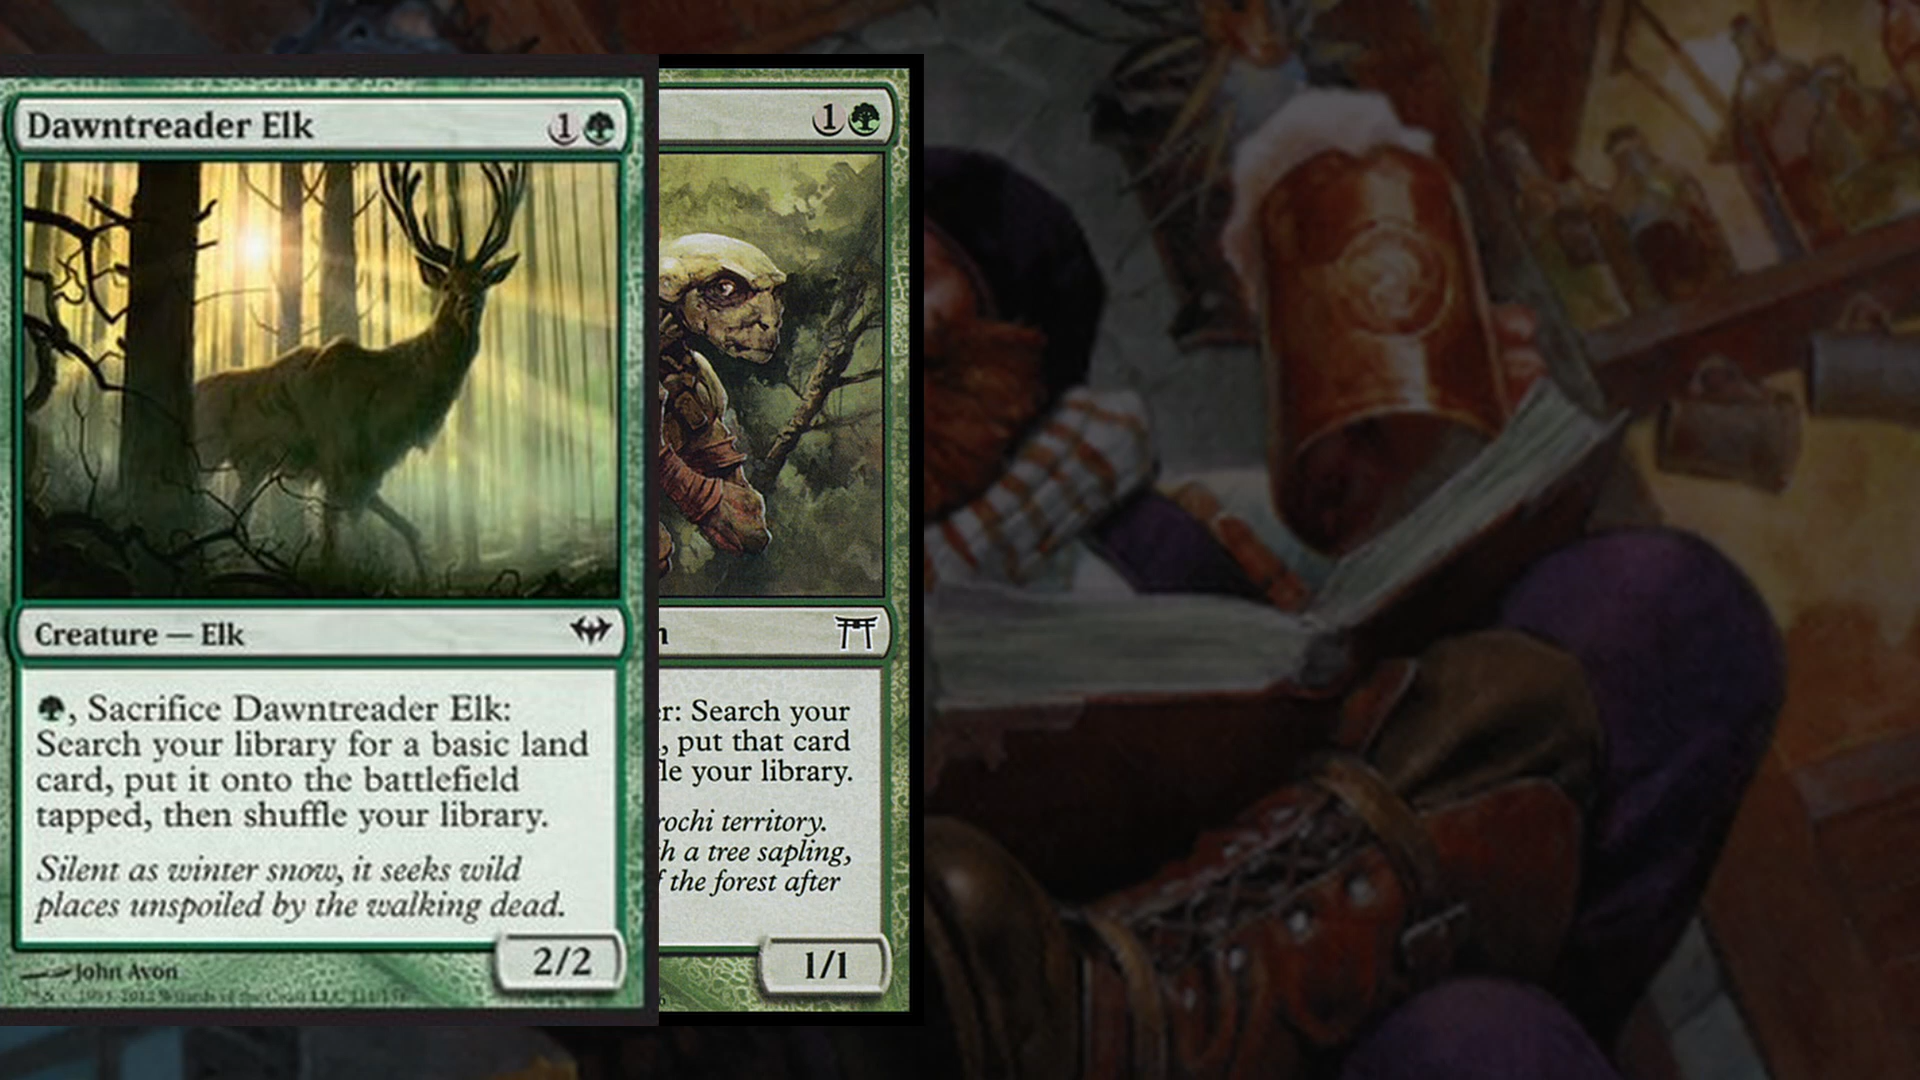 Dawntreader Elk
1
Creature — Elk
, Sacrifice Dawntreader Elk:
Search your library for a basic land
card, put it onto the battlefield
tapped, then shuffle your library.
Silent as winter snow, it seeks wild
places unspoiled by the walking dead.
2/2
John Avon
1
n
r: Search your
, put that card
le your library.
rochi territory.
h a tree sapling,
f the forest after
1/1